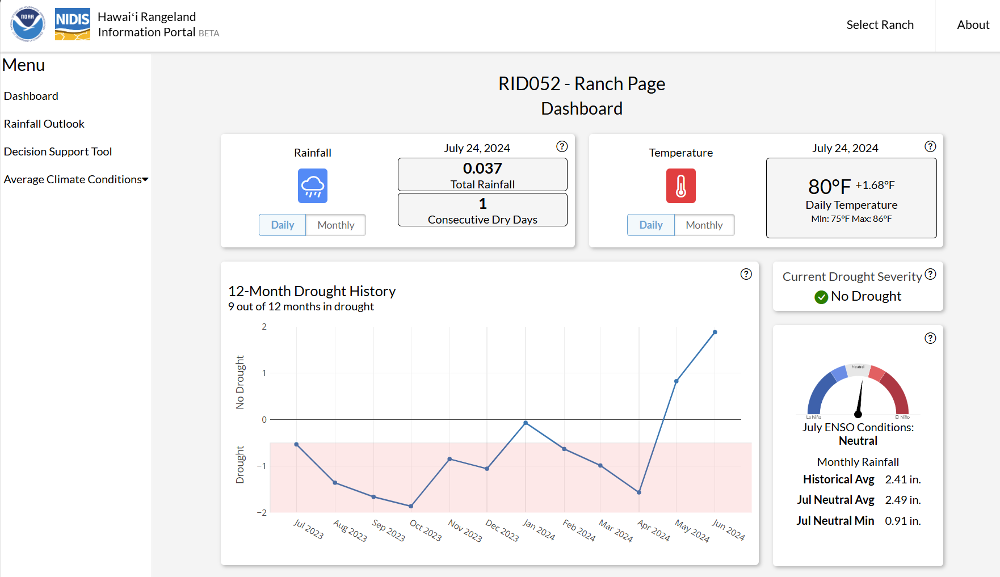 NOAA
NIDIS
Hawaiʻi Rangeland
Information Portal BETA
Select Ranch
About
Menu
Dashboard
Rainfall Outlook
Decision Support Tool
Average Climate Conditions
RID052 - Ranch Page
Dashboard
Rainfall
Daily
Monthly
July 24, 2024
0.037
Total Rainfall
1
Consecutive Dry Days
Temperature
Daily
Monthly
July 24, 2024
80°F +1.68°F
Daily Temperature
Min: 75°F Max: 86°F
12-Month Drought History
9 out of 12 months in drought
No Drought
Drought
2
1
0
−1
−2
Jul 2023
Aug 2023
Sep 2023
Oct 2023
Nov 2023
Dec 2023
Jan 2024
Feb 2024
Mar 2024
Apr 2024
May 2024
Jun 2024
Current Drought Severity
No Drought
Neutral
La Niña
El Niño
July ENSO Conditions:
Neutral
Monthly Rainfall
Historical Avg 2.41 in.
Jul Neutral Avg 2.49 in.
Jul Neutral Min 0.91 in.